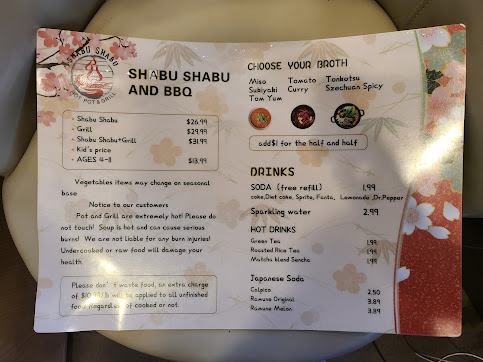 SHABU SHABU
HOT POT & GRILL
SHABU SHABU
AND BBQ
• Shabu Shabu $26.99
• Grill $29.99
• Shabu Shabu+Grill $31.99
• Kid's price
• AGES 4-11 $13.99
Vegetables items may change on seasonal
base
Notice to our customers
Pot and Grill are extremely hot! Please do
not touch! Soup is hot and can cause serious
burns! We are not liable for any burn injuries!
Undercooked or raw food will damage your
health.
Please don't waste food, an extra charge
of $10.99/lb will be applied to all unfinished
food regardless of cooked or not.
CHOOSE YOUR BROTH
Miso Tomato Tonkotsu
Sukiyaki Curry Szechuan Spicy
Tom Yum
add$1 for the half and half
DRINKS
SODA (free refill) 1.99
coke,Diet coke, Sprite, Fanta, Lemonade ,Dr.Pepper
Sparkling water 2.99
HOT DRINKS
Green Tea 1.99
Roasted Rice Tea 1.99
Matcha blend Sencha 1.99
Japanese Soda
Calpico 2.50
Ramune Original 3.89
Ramune Melon 3.89